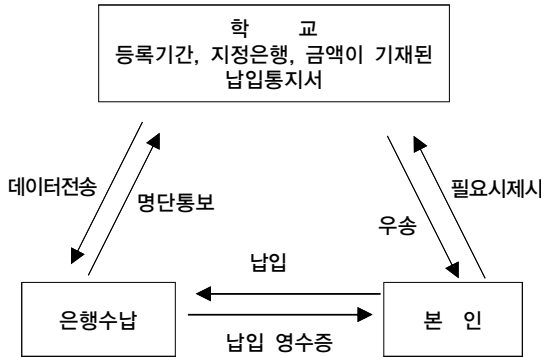 학 교
등록기간, 지정은행, 금액이 기재된
납입통지서
데이터전송
명단통보
필요시제시
우송
납입
은행수납
본 인
납입 영수증